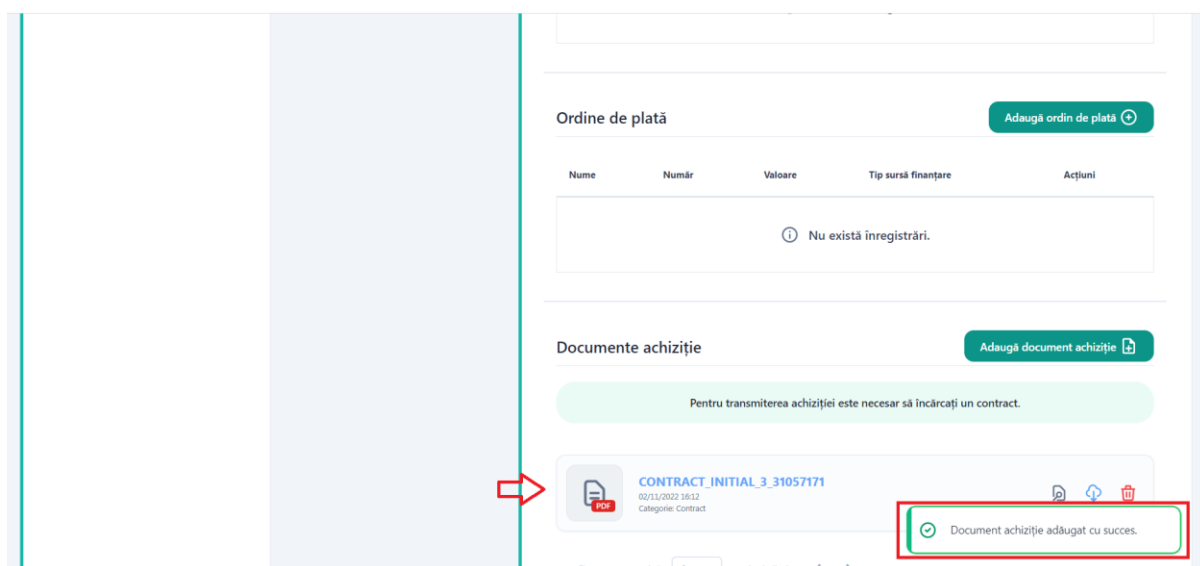 Ordine de plată
Adaugă ordin de plată
Nume Număr Valoare Tip sursă finanțare Acțiuni
Nu există înregistrări.
Documente achiziție
Adaugă document achiziție
Pentru transmiterea achiziției este necesar să încărcați un contract.
CONTRACT_INITIAL_3_31057171
02/11/2022 16:12
Categorie: Contract
PDF
Document achiziție adăugat cu succes.